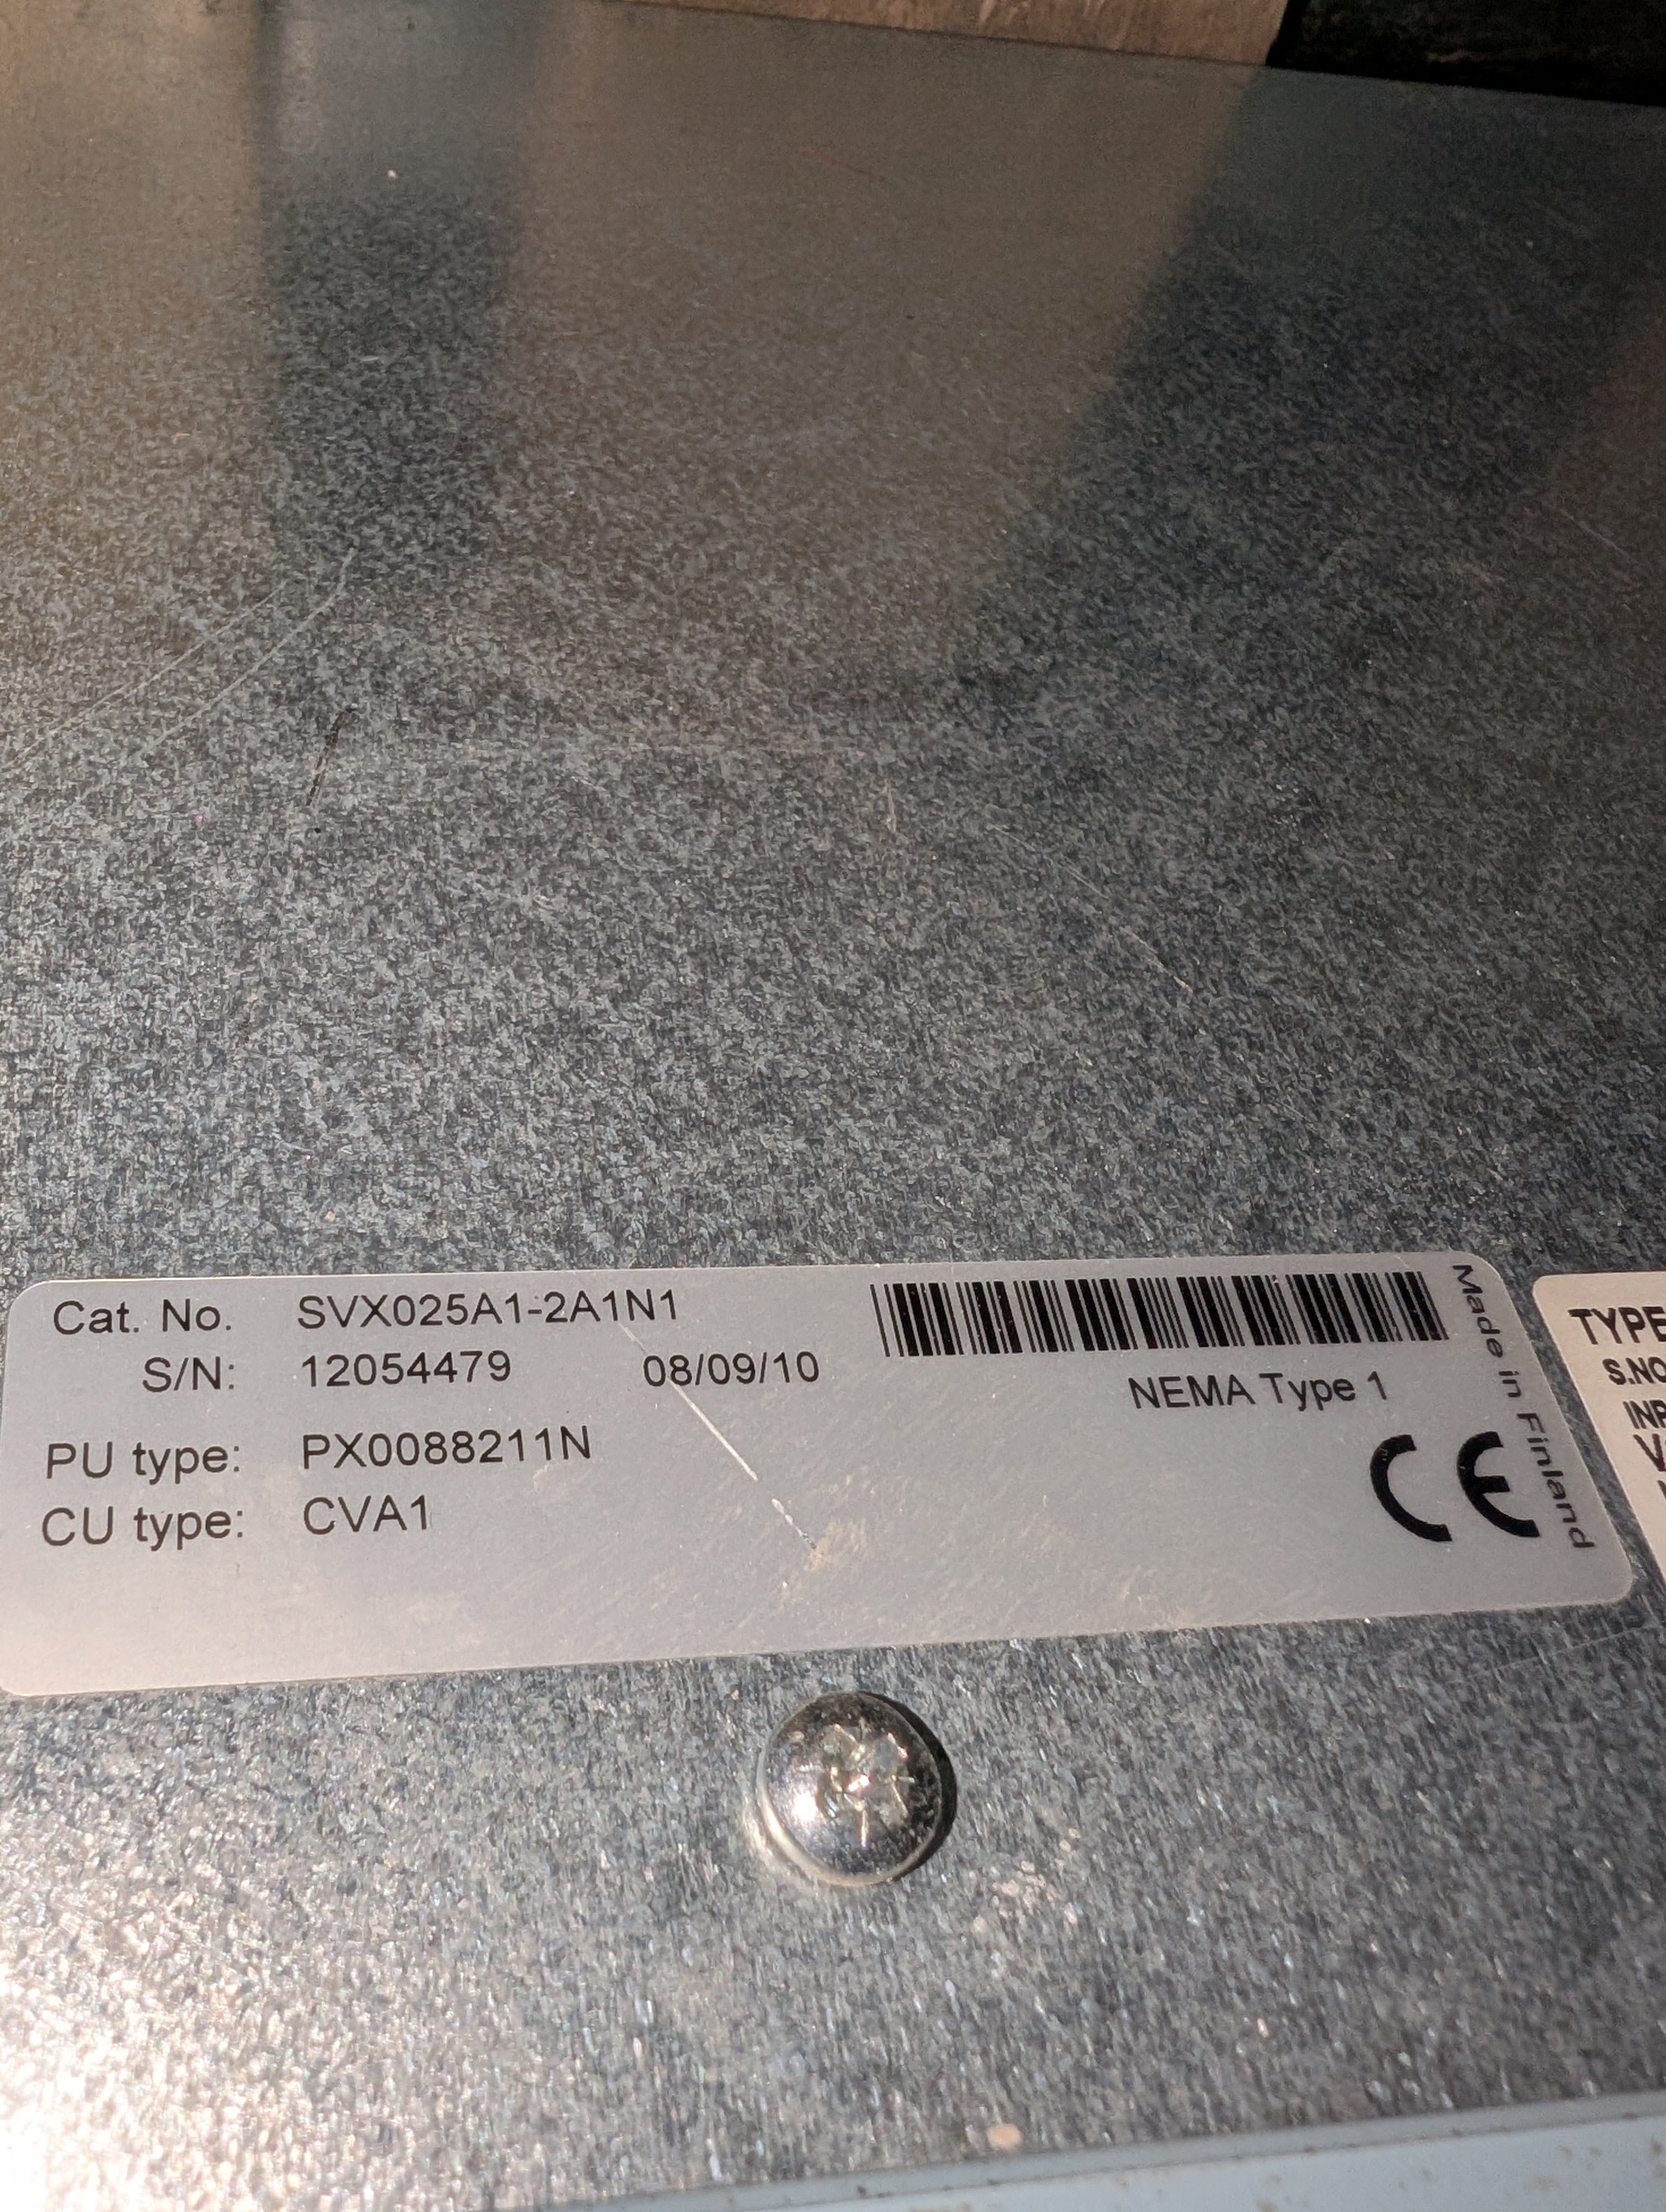 Cat. No. SVX025A1-2A1N1
S/N: 12054479 08/09/10
NEMA Type 1
PU type: PX0088211N
CU type: CVA1
CE
Made in Finland
TYPE
S.NO